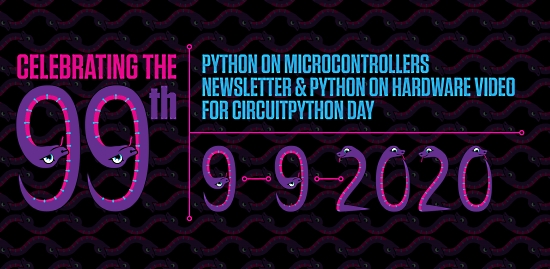 CELEBRATING THE
99th
PYTHON ON MICROCONTROLLERS
NEWSLETTER & PYTHON ON HARDWARE VIDEO
FOR CIRCUITPYTHON DAY
9-9-2020